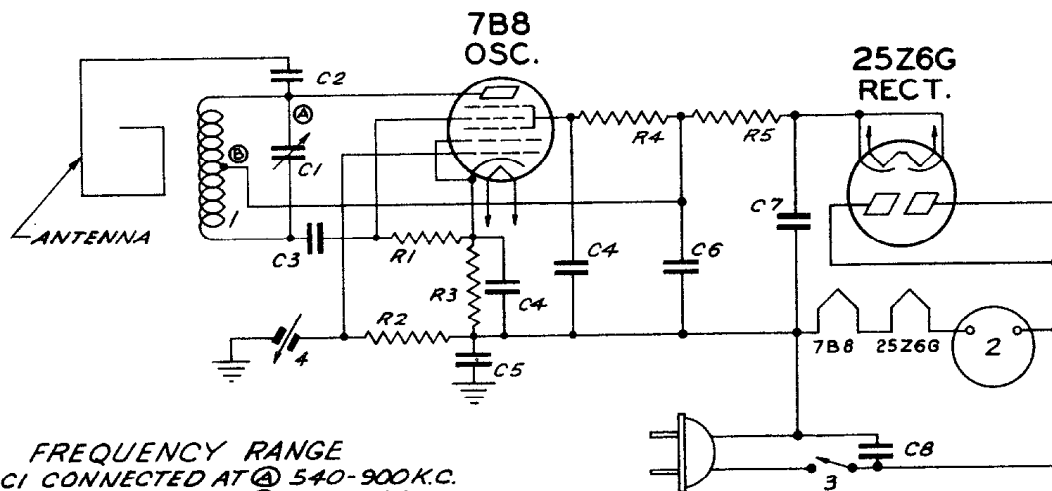 7B8
OSC.
25Z6G
RECT.
C2
A
B
C1
1
ANTENNA
C3
R1
R4
R5
C7
C4
C6
R3
C4
R2
4
C5
7B8
25Z6G
2
C8
3
FREQUENCY RANGE
C1 CONNECTED AT A 540-900K.C.